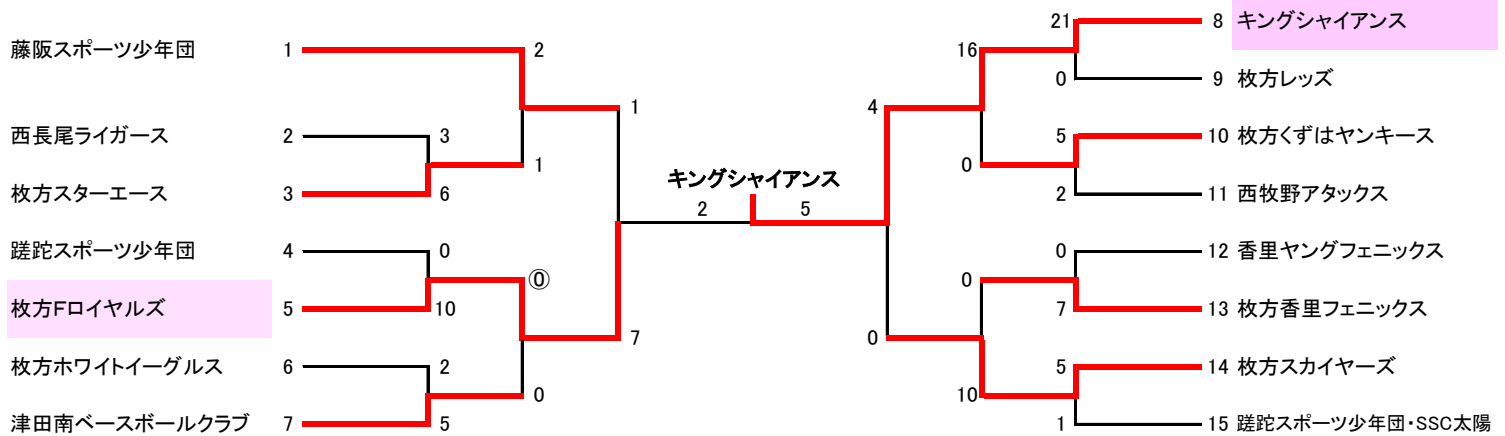 藤阪スポーツ少年団 1 2
西長尾ライガース 2 3
枚方スターエース 3 6
1
1
蹉跎スポーツ少年団 4 0
枚方Fロイヤルズ 5 10
⓪
7
枚方ホワイトイーグルス 6 2
津田南ベースボールクラブ 7 5
0
キングシャイアンス
2 5
21 8 キングシャイアンス
16
0 9 枚方レッズ
4
5 10 枚方くずはヤンキース
0
2 11 西牧野アタックス
0 12 香里ヤングフェニックス
0
7 13 枚方香里フェニックス
0
5 14 枚方スカイヤーズ
10
1 15 蹉跎スポーツ少年団・SSC太陽